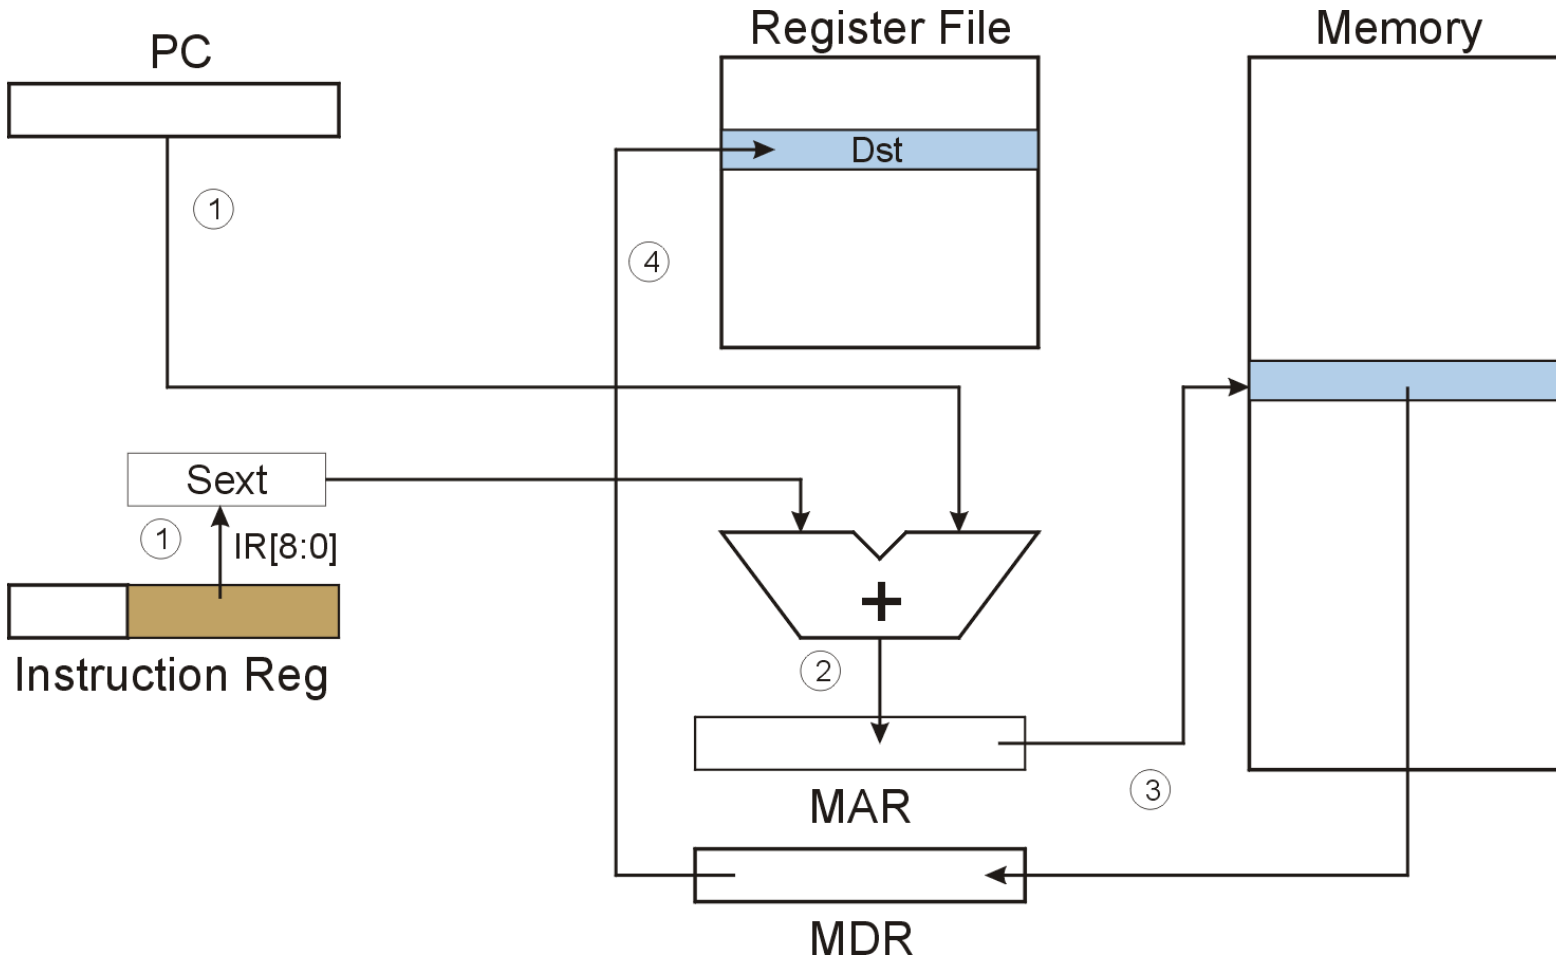 PC
Register File
Memory
Dst
1
4
Sext
1
IR[8:0]
+
Instruction Reg
2
MAR
3
MDR